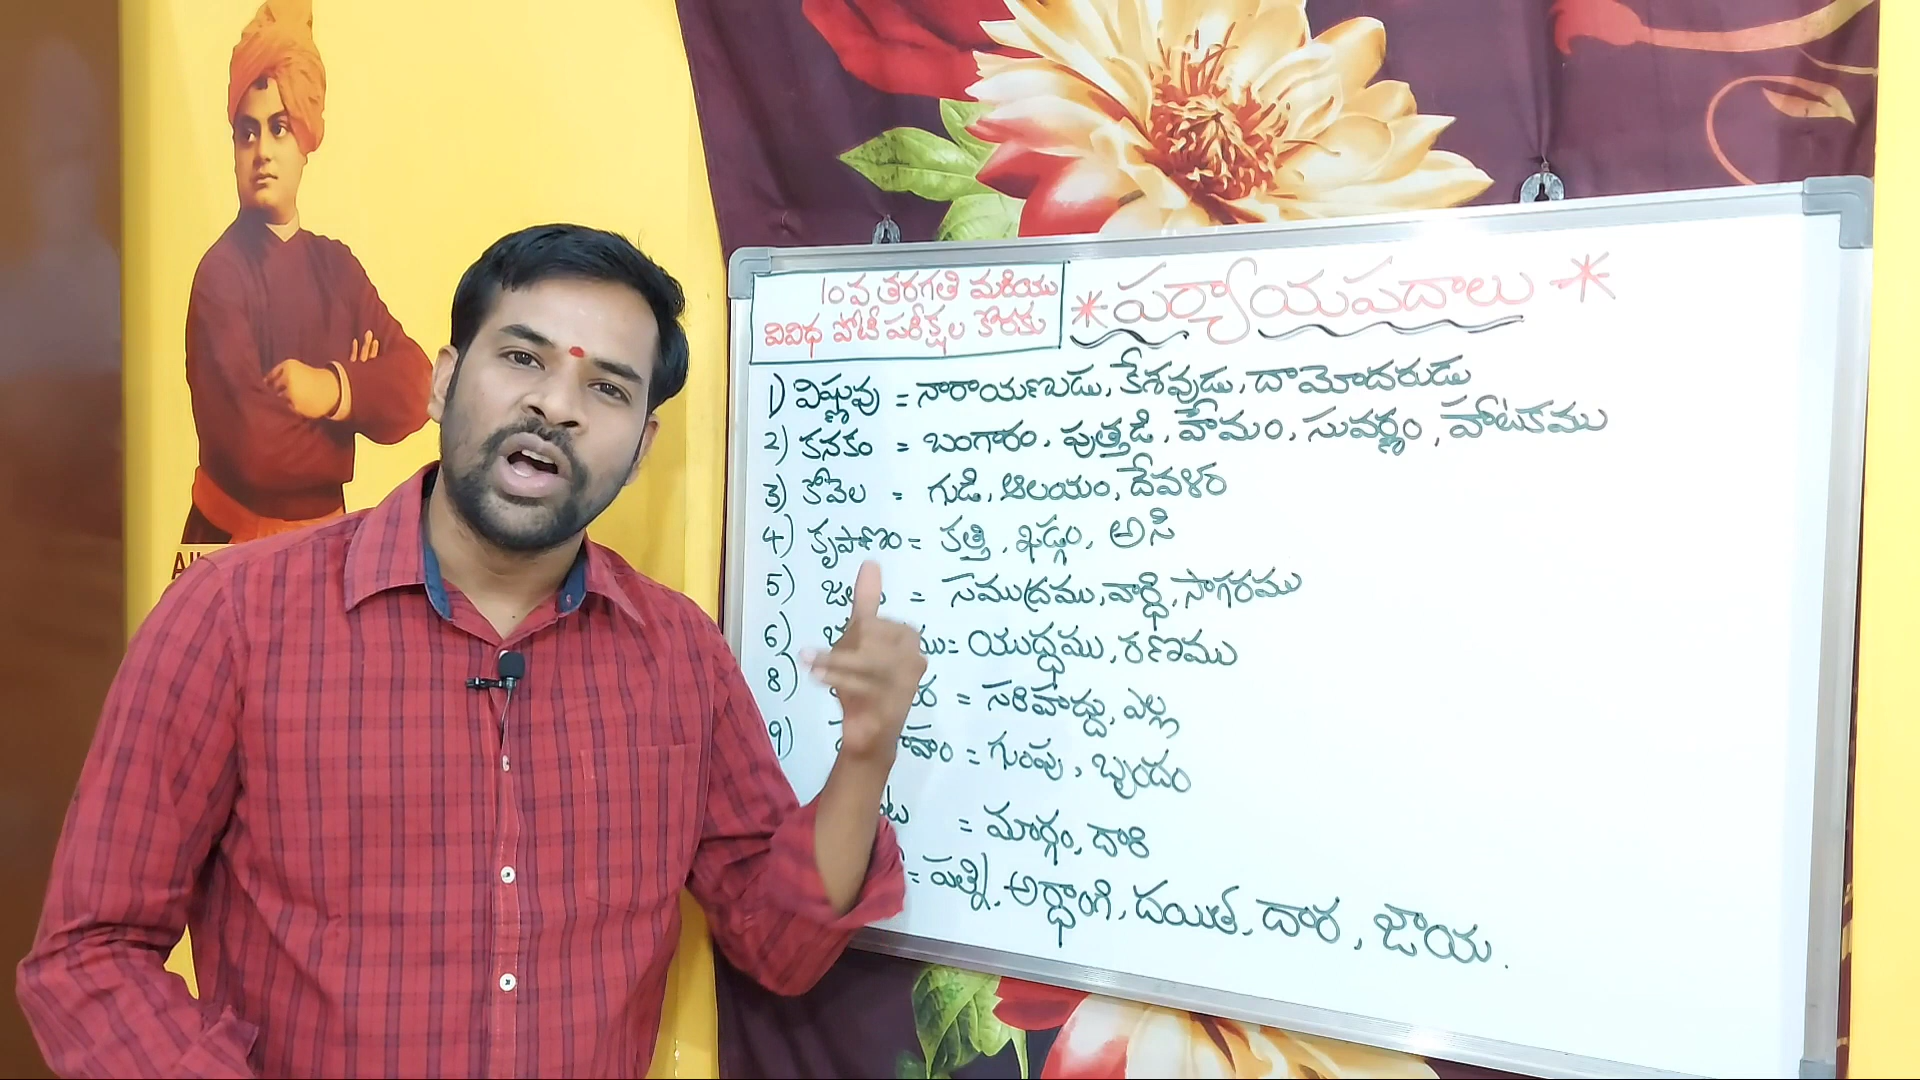 10వ తరగతి మరియు
వివిధ పోటీ పరీక్షల కొరకు
* పర్యాయపదాలు *
1) విష్ణువు = నారాయణుడు, కేశవుడు, దామోదరుడు
2) కనకం = బంగారం, పుత్తడి, హేమం, సువర్ణం, హాటకము
3) కోవెల = గుడి, ఆలయం, దేవళం
4) కృపాణం = కత్తి, ఖడ్గం, అసి
5) = సముద్రము, వార్ధి, సాగరము
6) = యుద్ధము, రణము
8) = సరిహద్దు, ఎల్ల
9) = గుంపు, బృందం
= మార్గం, దారి
= పత్ని, అర్ధాంగి, దయిత, దార, జాయ.